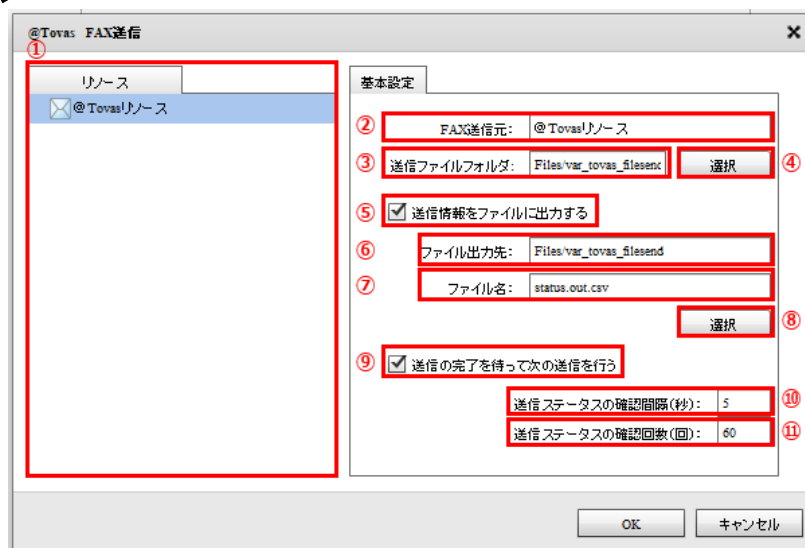 @Tovas FAX送信
①
リソース
@Tovasリソース
基本設定
② FAX送信元: @Tovasリソース
③ 送信ファイルフォルダ: Files/var_tovas_filesenc 選択 ④
⑤ 送信情報をファイルに出力する
⑥ ファイル出力先: Files/var_tovas_filesend
⑦ ファイル名: status.out.csv
選択 ⑧
⑨ 送信の完了を待って次の送信を行う
送信ステータスの確認間隔(秒): 5 ⑩
送信ステータスの確認回数(回): 60 ⑪
OK キャンセル